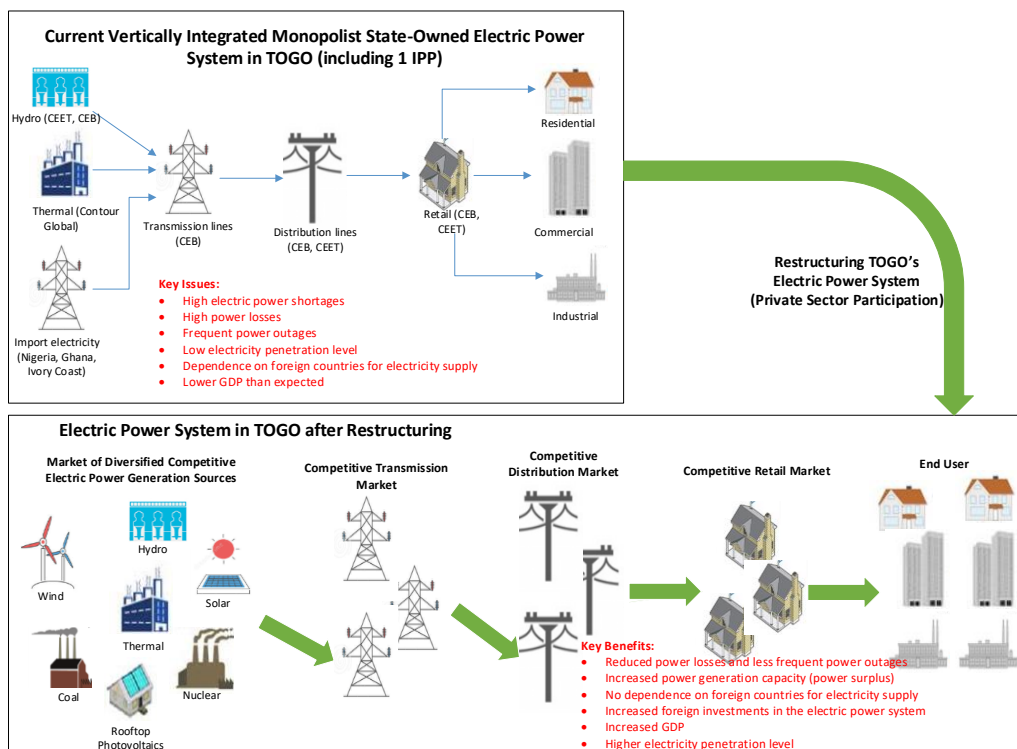 Current Vertically Integrated Monopolist State-Owned Electric Power
System in TOGO (including 1 IPP)
Hydro (CEET, CEB)
Thermal (Contour
Global)
Import electricity
(Nigeria, Ghana,
Ivory Coast)
Transmission lines
(CEB)
Distribution lines
(CEB, CEET)
Retail (CEB,
CEET)
Residential
Commercial
Industrial
Key Issues:
• High electric power shortages
• High power losses
• Frequent power outages
• Low electricity penetration level
• Dependence on foreign countries for electricity supply
• Lower GDP than expected
Restructuring TOGO's
Electric Power System
(Private Sector Participation)
Electric Power System in TOGO after Restructuring
Market of Diversified Competitive
Electric Power Generation Sources
Wind
Hydro
Solar
Thermal
Coal
Nuclear
Rooftop
Photovoltaics
Competitive Transmission
Market
Competitive
Distribution Market
Competitive Retail Market
End User
Key Benefits:
• Reduced power losses and less frequent power outages
• Increased power generation capacity (power surplus)
• No dependence on foreign countries for electricity supply
• Increased foreign investments in the electric power system
• Increased GDP
• Higher electricity penetration level